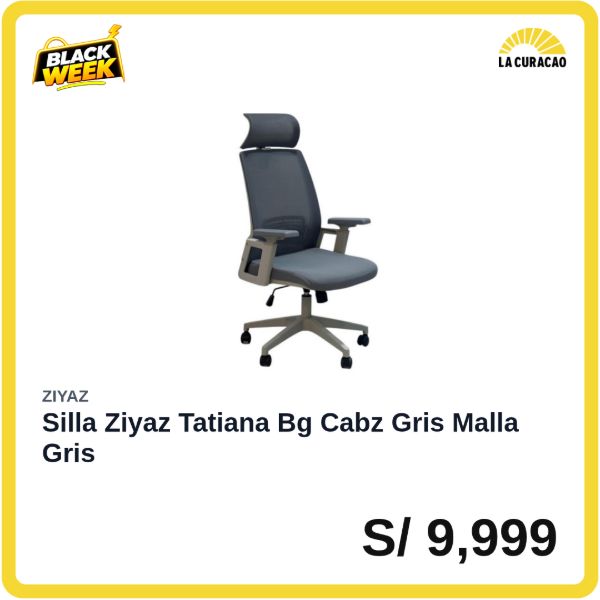 BLACK
WEEK
LA CURACAO
ZIYAZ
Silla Ziyaz Tatiana Bg Cabz Gris Malla
Gris
S/ 9,999